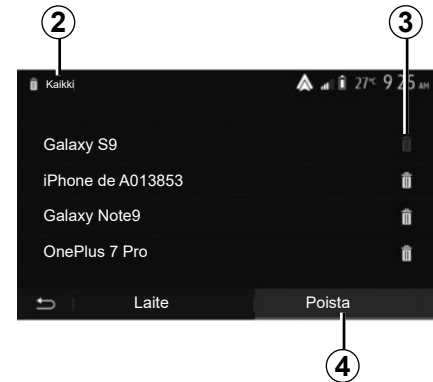 2 3
Kaikki 27°C 9 25 AM
Galaxy S9
iPhone de A013853
Galaxy Note9
OnePlus 7 Pro
Laite Poista
4